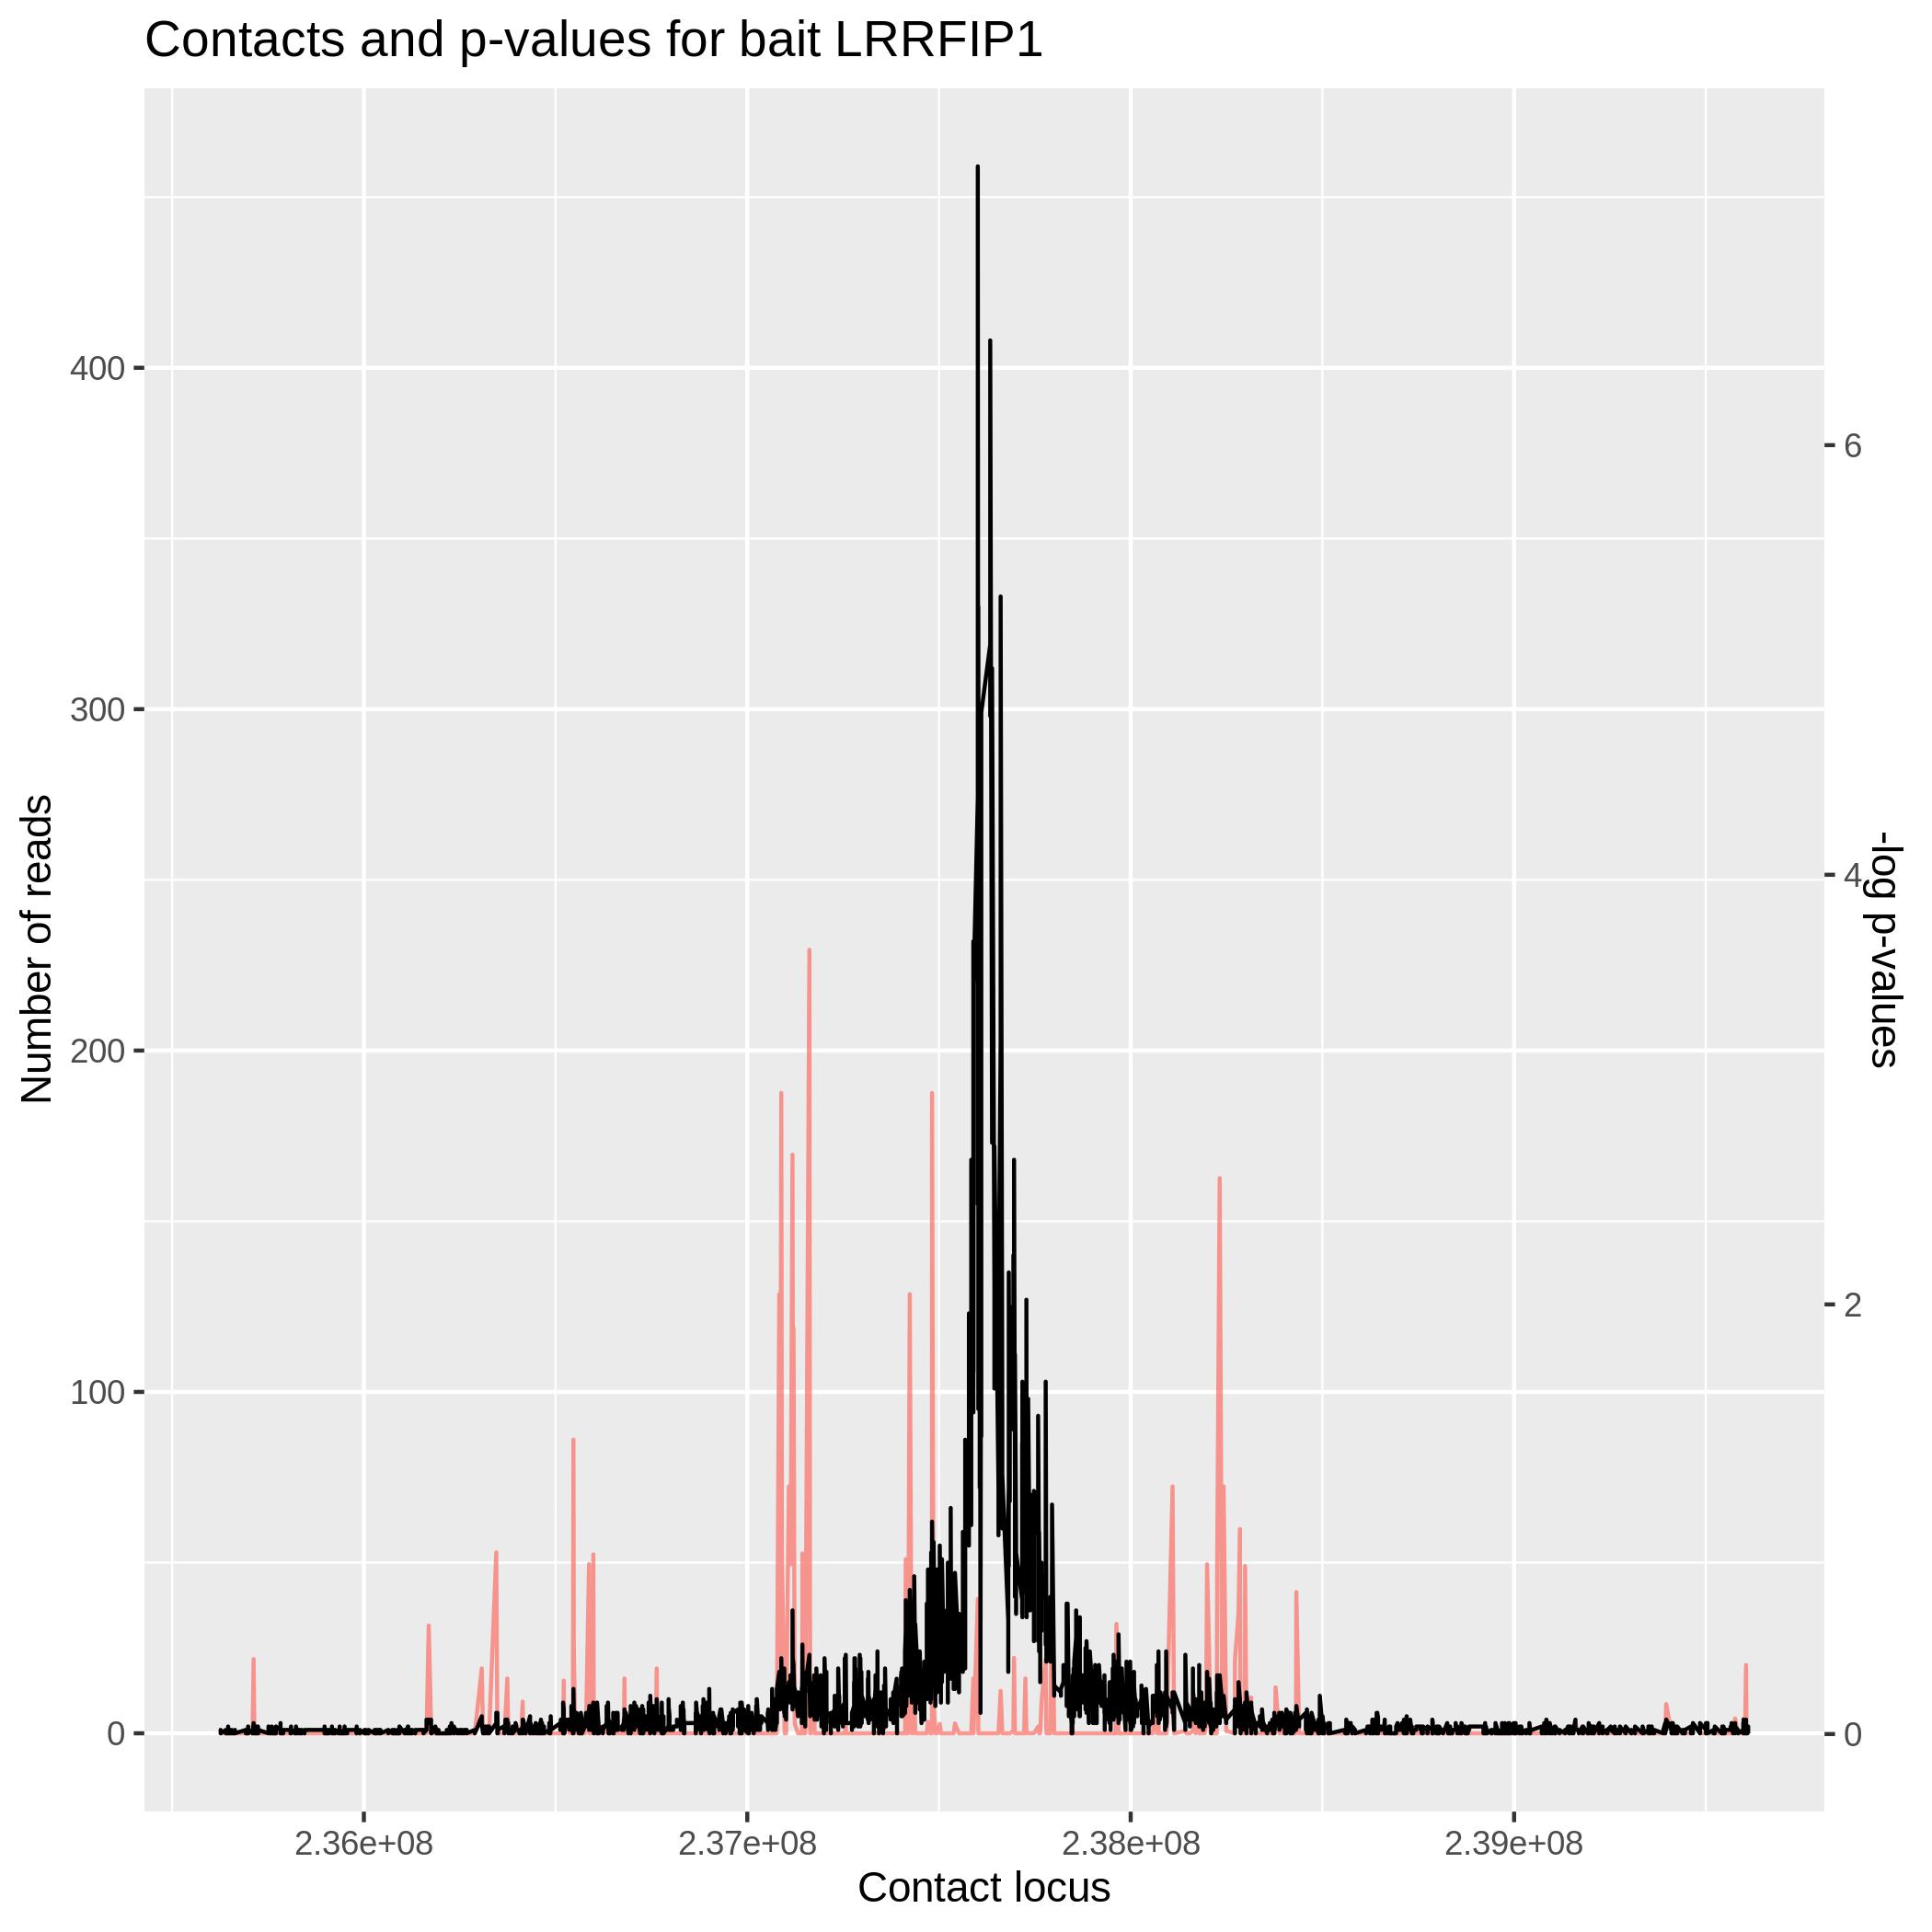 Contacts and p-values for bait LRRFIP1
Number of reads
400
300
200
100
0
6
4
2
0
-log p-values
2.36e+08
2.37e+08
2.38e+08
2.39e+08
Contact locus